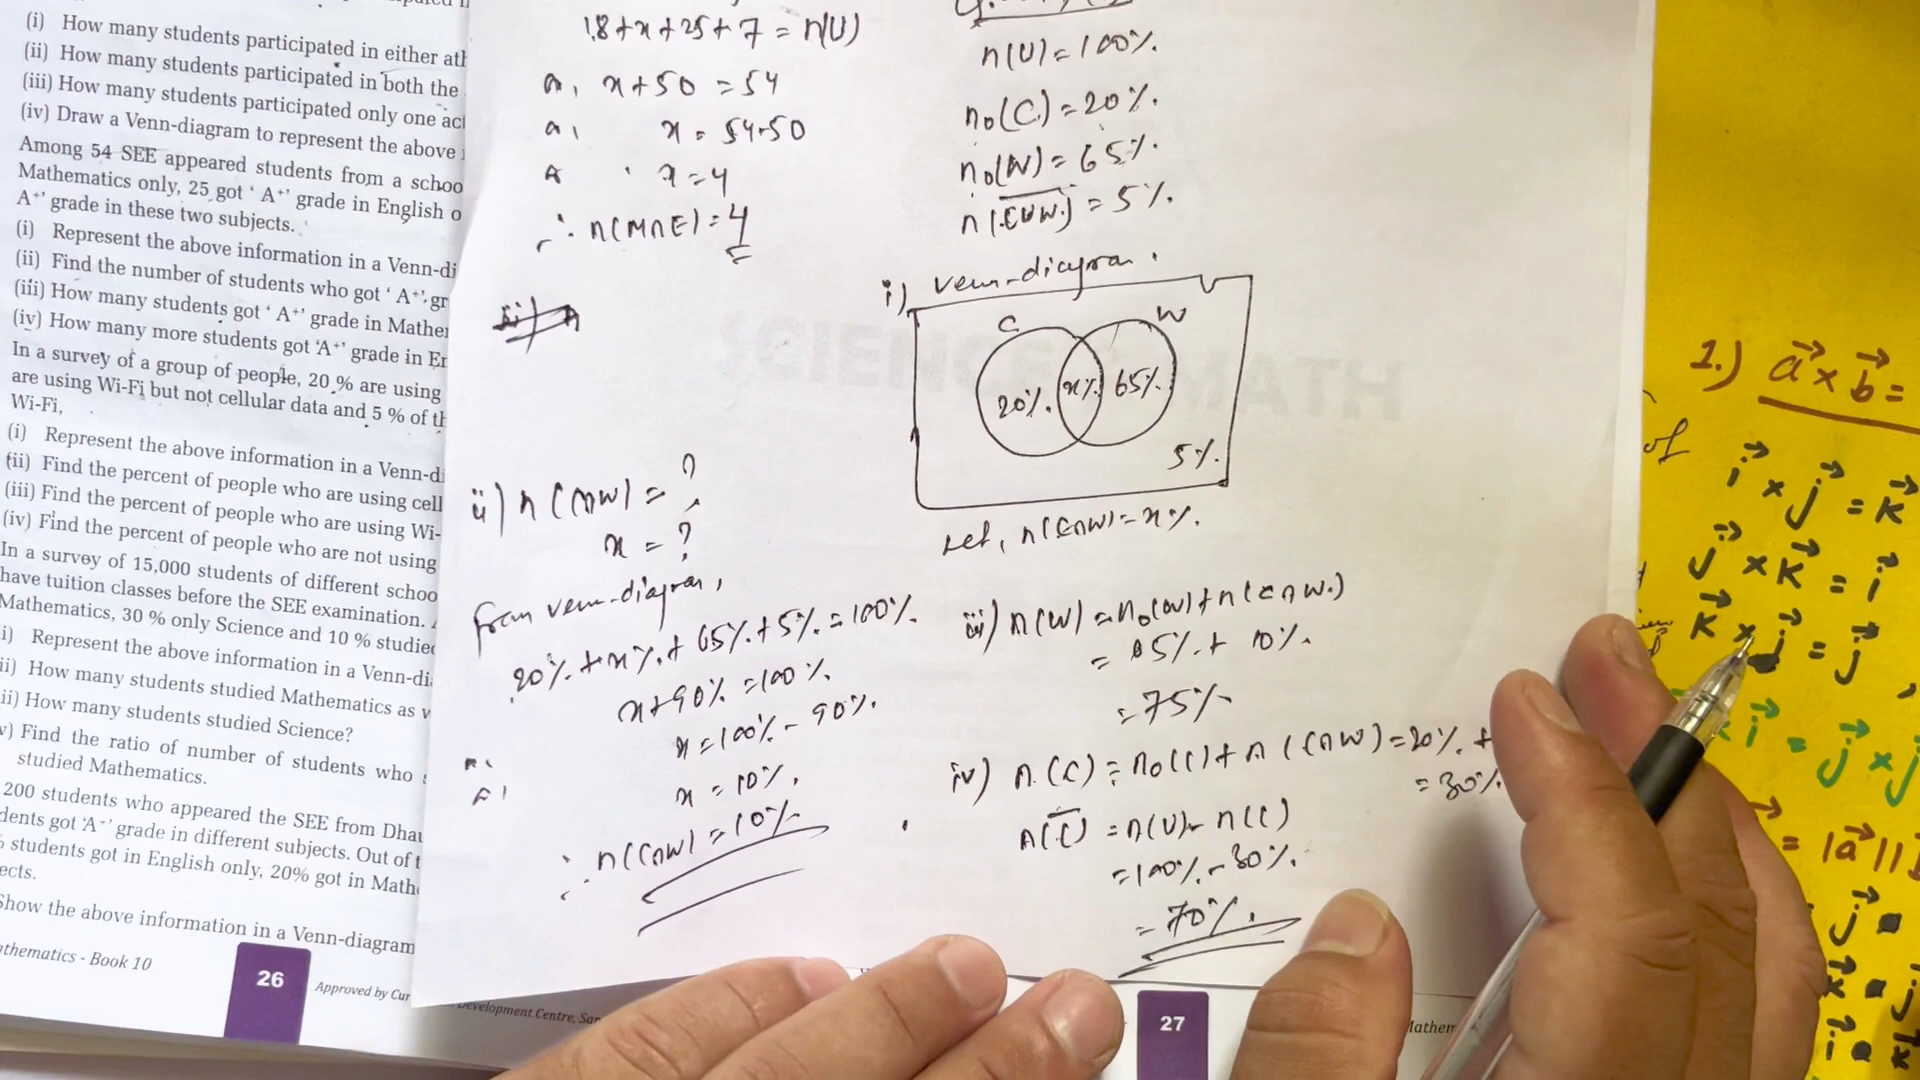 (i) How many students participated in either ath
(ii) How many students participated in both the
(iii) How many students participated only one act
(iv) Draw a Venn-diagram to represent the above
Among 54 SEE appeared students from a schoo
Mathematics only, 25 got ' A+' grade in English o
A+' grade in these two subjects.
(i) Represent the above information in a Venn-di
(ii) Find the number of students who got ' A+' gr
(iii) How many students got ' A+' grade in Mather
(iv) How many more students got 'A+' grade in Er
In a survey of a group of people, 20 % are using
are using Wi-Fi but not cellular data and 5 % of th
Wi-Fi,
(i) Represent the above information in a Venn-d
(ii) Find the percent of people who are using cell
(iii) Find the percent of people who are using Wi-
(iv) Find the percent of people who are not using
In a survey of 15,000 students of different schoo
have tuition classes before the SEE examination.
Mathematics, 30 % only Science and 10 % studie
i) Represent the above information in a Venn-di
ii) How many students studied Mathematics as w
ii) How many students studied Science?
v) Find the ratio of number of students who
studied Mathematics.
200 students who appeared the SEE from Dhau
dents got 'A+' grade in different subjects. Out of t
students got in English only, 20% got in Math
ects.
Show the above information in a Venn-diagram
athematics - Book 10
26
Approved by Cur
Development Centre, San
18+x+25+7 = n(U)
x+50 = 54
x = 54-50
x = 4
∴ n(M∩E) = 4
n(U) = 100%.
n₀(C) = 20%.
n₀(W) = 65%.
n(C̅U̅W̅) = 5%.
i) venn-diagram.
C W
20%. x%. 65%.
5%.
Let, n(C∩W) = x%.
ii) n(C∩W) = ?
x = ?
from venn-diagram,
20%.+x%.+65%.+5%.=100%.
x+90% = 100%.
x = 100%.-90%.
x = 10%.
∴ n(C∩W) = 10%.
iii) n(W) = n₀(W)+n(C∩W.)
= 65%.+ 10%.
= 75%
iv) n(C) = n₀(C)+n(C∩W) = 20%.+
= 30%.
n(C̅) = n(U)-n(C)
= 100%.-30%.
= 70%.
27
Mathem
SCIENCE MATH
1.) a⃗ x b⃗ =
of
i⃗ x j⃗ = k⃗
j⃗ x k⃗ = i⃗
k⃗ x i⃗ = j⃗,
i⃗ = j⃗ x j⃗
= |a⃗||